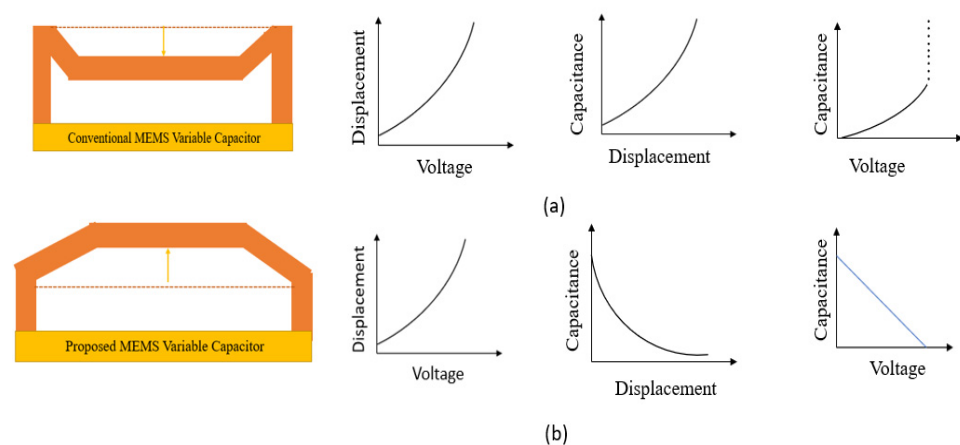 Conventional MEMS Variable Capacitor
Displacement
Voltage
Capacitance
Displacement
Capacitance
Voltage
(a)
Proposed MEMS Variable Capacitor
Displacement
Voltage
Capacitance
Displacement
Capacitance
Voltage
(b)